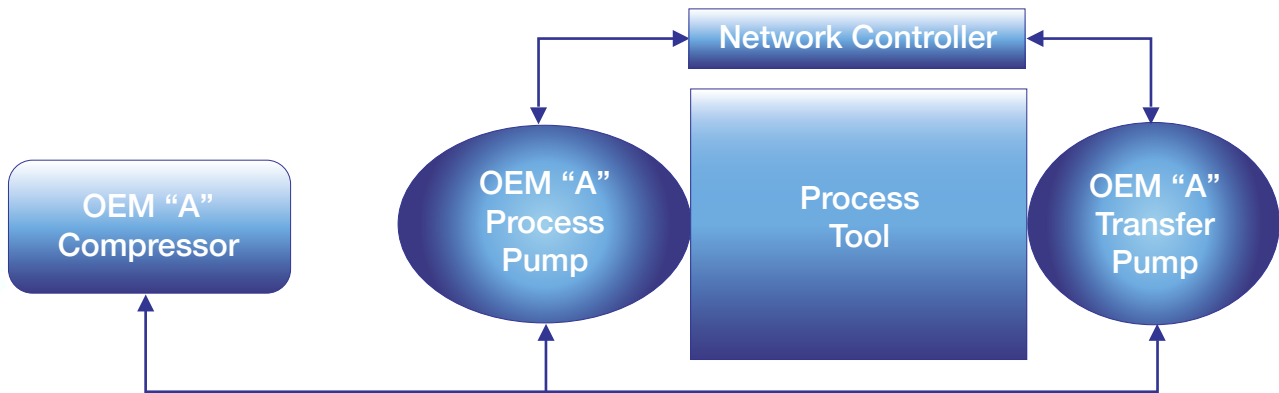 Network Controller
OEM “A”
Compressor
OEM “A”
Process
Pump
Process
Tool
OEM “A”
Transfer
Pump